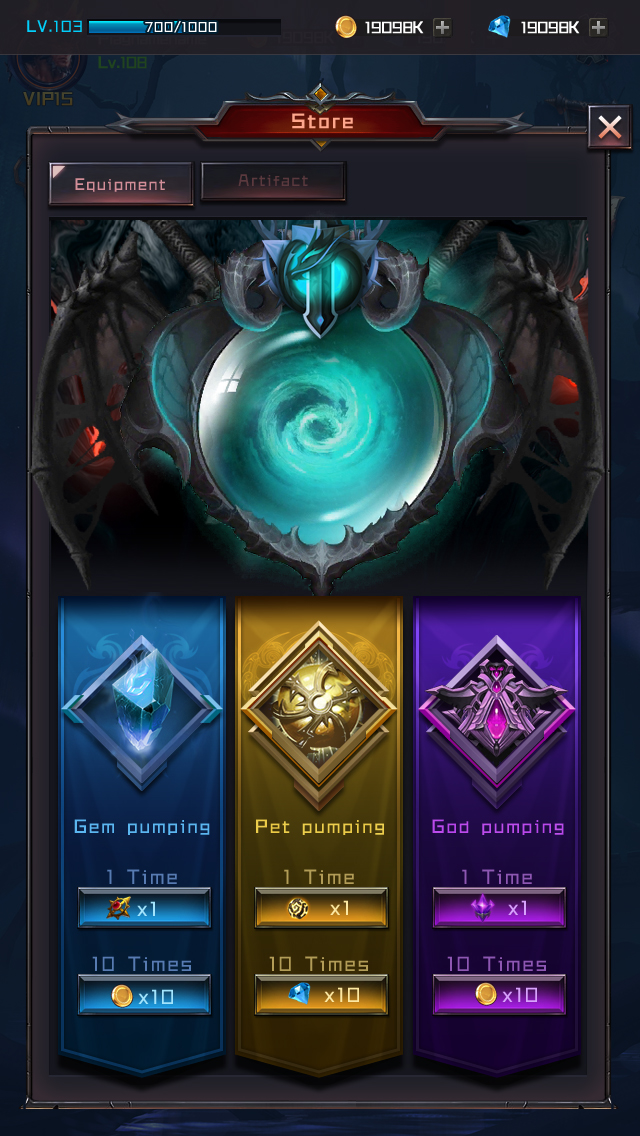 LV.103 700/1000 19098K 19098K
Lv.108
VIP15
Store
Equipment Artifact
Gem pumping Pet pumping God pumping
1 Time 1 Time 1 Time
x1 x1 x1
10 Times 10 Times 10 Times
x10 x10 x10